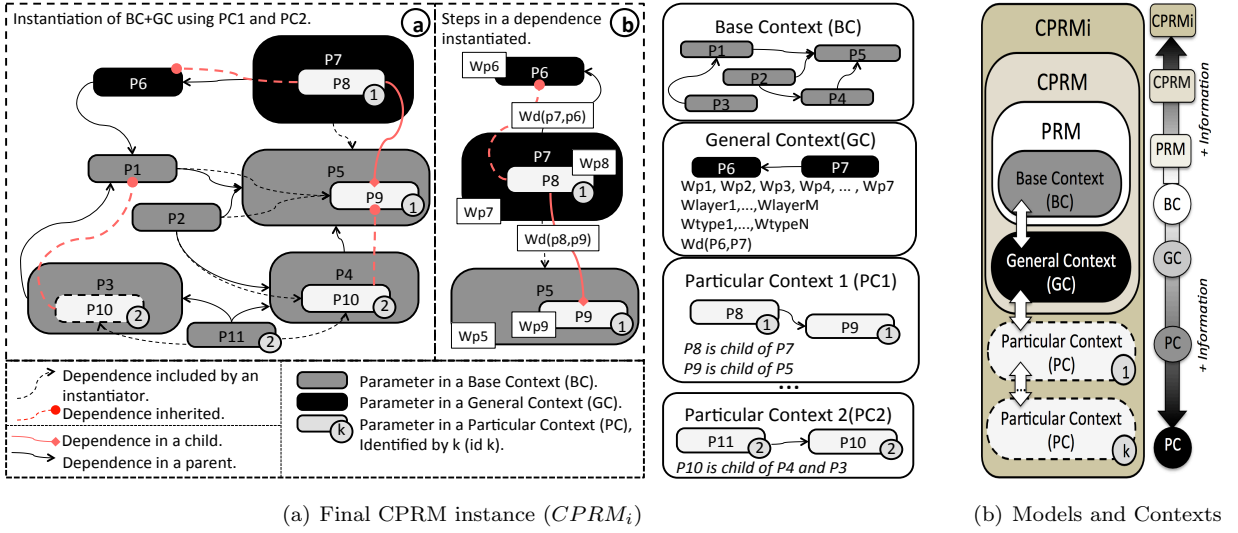 Instantiation of BC+GC using PC1 and PC2.
a
P7
P8
1
P6
P1
P5
P9
1
P2
P4
P10
2
P3
P10
2
P11
2
Steps in a dependence
instantiated.
b
Wp6
P6
Wd(p7,p6)
P7
Wp8
P8
1
Wp7
Wd(p8,p9)
P5
Wp9
P9
1
Wp5
Dependence included by an
instantiator.
Dependence inherited.
Dependence in a child.
Dependence in a parent.
Parameter in a Base Context (BC).
Parameter in a General Context (GC).
Parameter in a Particular Context (PC),
Identified by k (id k).
k
Base Context (BC)
P1
P5
P2
P3
P4
General Context(GC)
P6
P7
Wp1, Wp2, Wp3, Wp4, ... , Wp7
Wlayer1,...,WlayerM
Wtype1,...,WtypeN
Wd(P6,P7)
Particular Context 1 (PC1)
P8
1
P9
1
P8 is child of P7
P9 is child of P5
...
Particular Context 2(PC2)
P11
2
P10
2
P10 is child of P4 and P3
(a) Final CPRM instance (CPRMi)
CPRMi
CPRM
PRM
Base Context
(BC)
General Context
(GC)
Particular Context
(PC)
1
...
Particular Context
(PC)
k
CPRMi
CPRM
PRM
+ Information
BC
GC
PC
+ Information
PC
(b) Models and Contexts